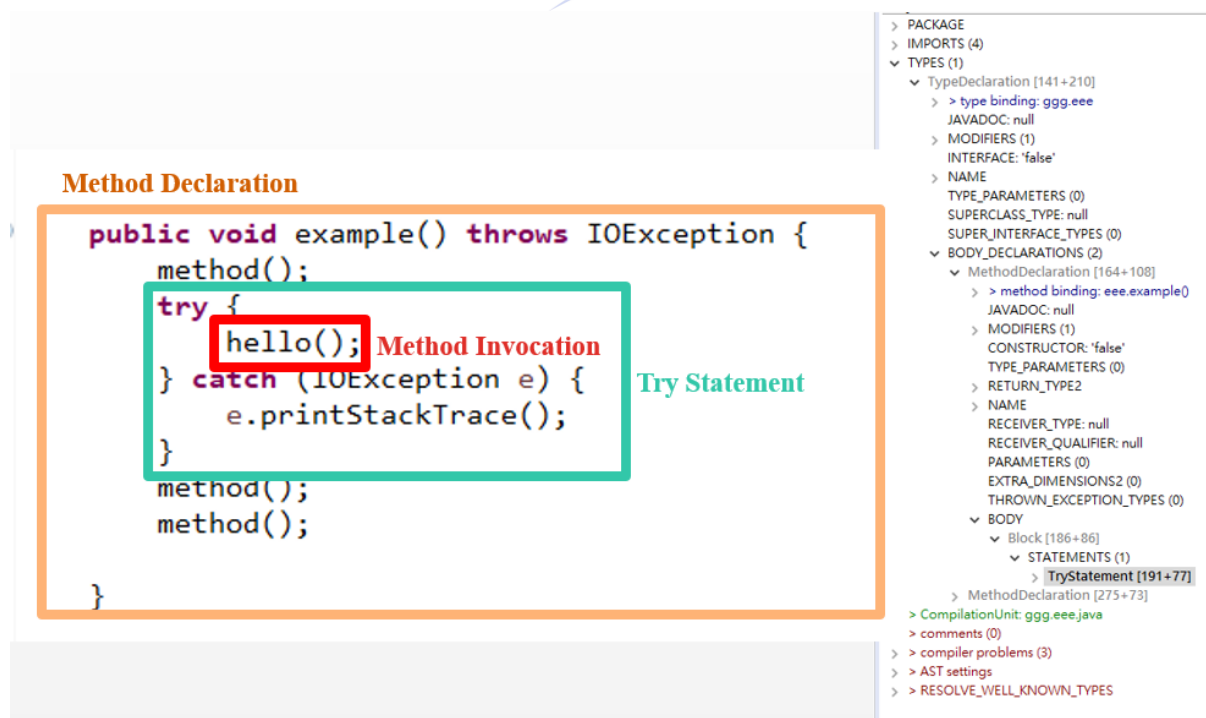 Method Declaration
public void example() throws IOException {
method();
try {
hello(); Method Invocation
} catch (IOException e) { Try Statement
e.printStackTrace();
}
method();
method();
}
> PACKAGE
> IMPORTS (4)
TYPES (1)
TypeDeclaration [141+210]
> > type binding: ggg.eee
JAVADOC: null
> MODIFIERS (1)
INTERFACE: 'false'
> NAME
TYPE_PARAMETERS (0)
SUPERCLASS_TYPE: null
SUPER_INTERFACE_TYPES (0)
BODY_DECLARATIONS (2)
MethodDeclaration [164+108]
> > method binding: eee.example()
JAVADOC: null
> MODIFIERS (1)
CONSTRUCTOR: 'false'
TYPE_PARAMETERS (0)
> RETURN_TYPE2
> NAME
RECEIVER_TYPE: null
RECEIVER_QUALIFIER: null
PARAMETERS (0)
EXTRA_DIMENSIONS2 (0)
THROWN_EXCEPTION_TYPES (0)
BODY
Block [186+86]
STATEMENTS (1)
> TryStatement [191+77]
> MethodDeclaration [275+73]
> CompilationUnit: ggg.eee.java
> comments (0)
> > compiler problems (3)
> > AST settings
> > RESOLVE_WELL_KNOWN_TYPES